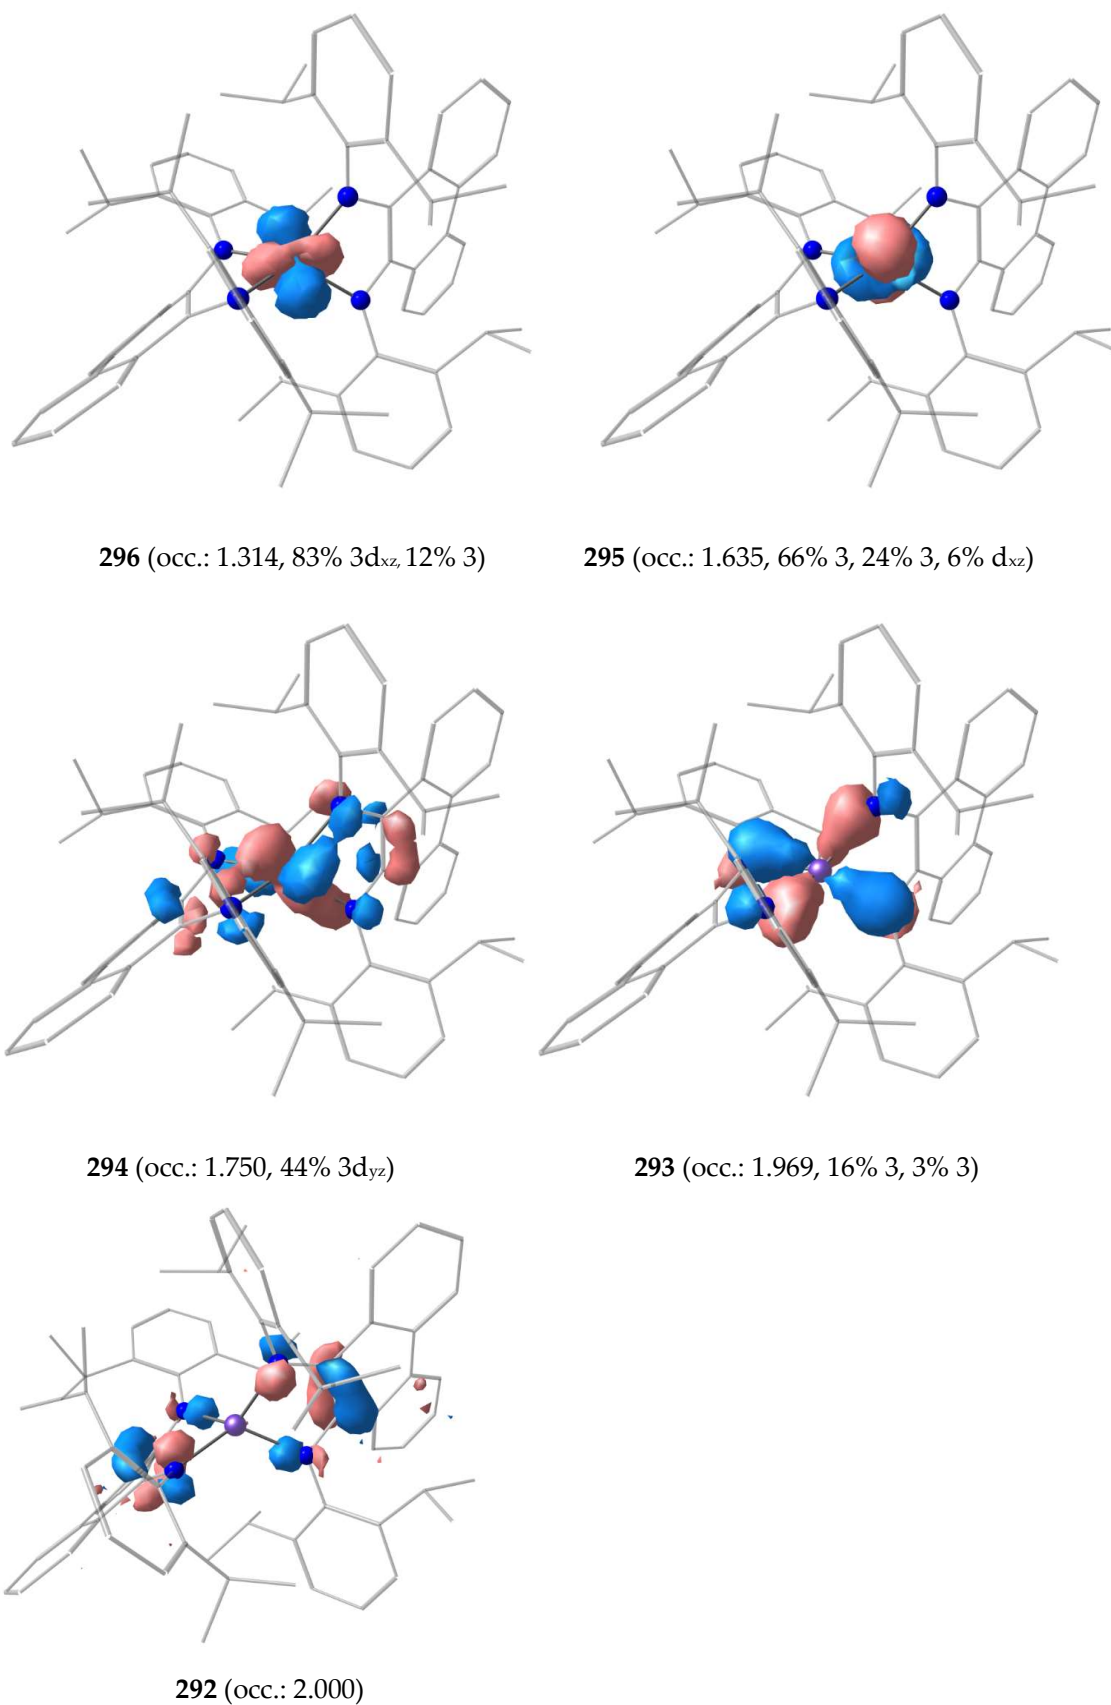 296 (occ.: 1.314, 83% 3dxz, 12% 3)
295 (occ.: 1.635, 66% 3, 24% 3, 6% dxz)
294 (occ.: 1.750, 44% 3dyz)
293 (occ.: 1.969, 16% 3, 3% 3)
292 (occ.: 2.000)